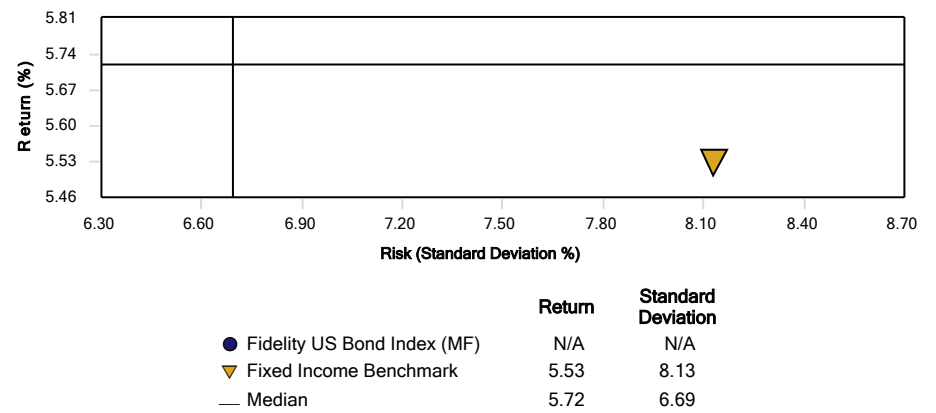 5.81
5.74
5.67
5.60
5.53
5.46
Return (%)
6.30 6.60 6.90 7.20 7.50 7.80 8.10 8.40 8.70
Risk (Standard Deviation %)
Return Standard Deviation
Fidelity US Bond Index (MF) N/A N/A
Fixed Income Benchmark 5.53 8.13
Median 5.72 6.69